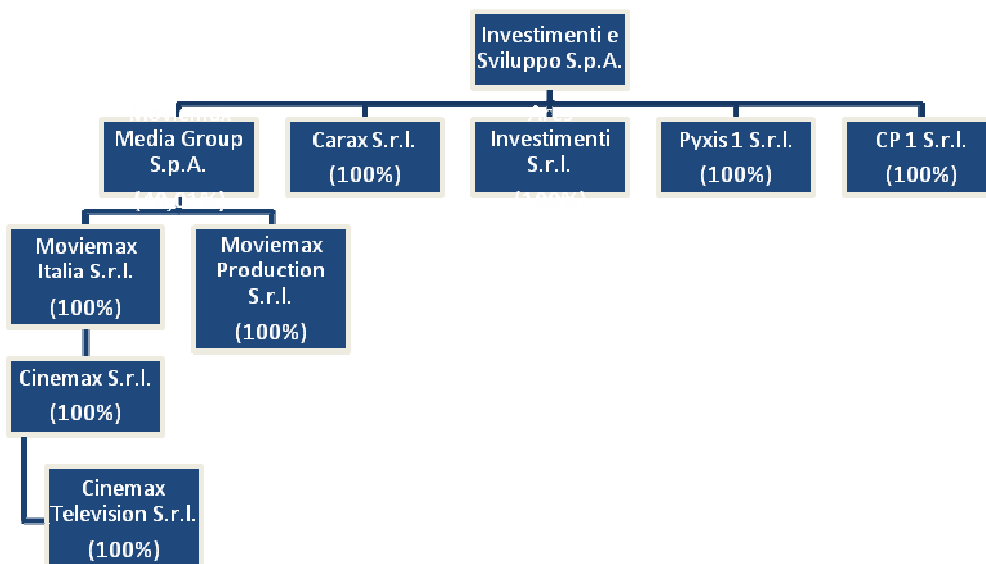 Investimenti e
Sviluppo S.p.A.
Media Group
S.p.A.
Carax S.r.l.
(100%)
Investimenti
S.r.l.
Pyxis 1 S.r.l.
(100%)
CP 1 S.r.l.
(100%)
Moviemax
Italia S.r.l.
(100%)
Moviemax
Production
S.r.l.
(100%)
Cinemax S.r.l.
(100%)
Cinemax
Television S.r.l.
(100%)